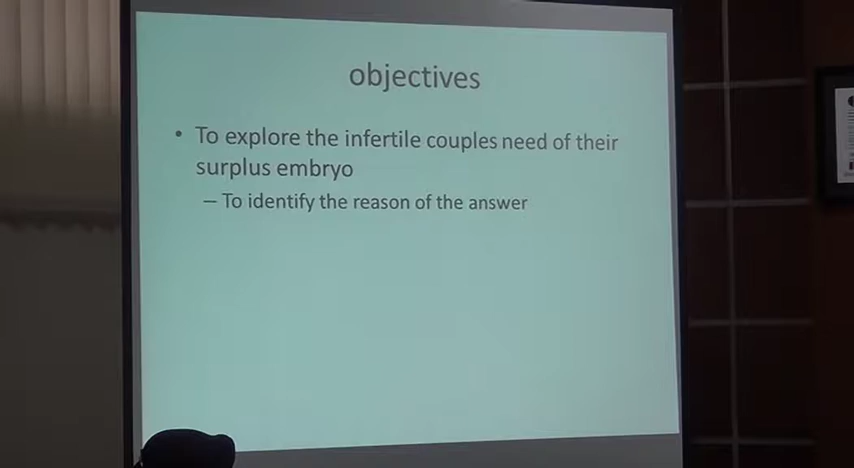 objectives
• To explore the infertile couples need of their
surplus embryo
– To identify the reason of the answer